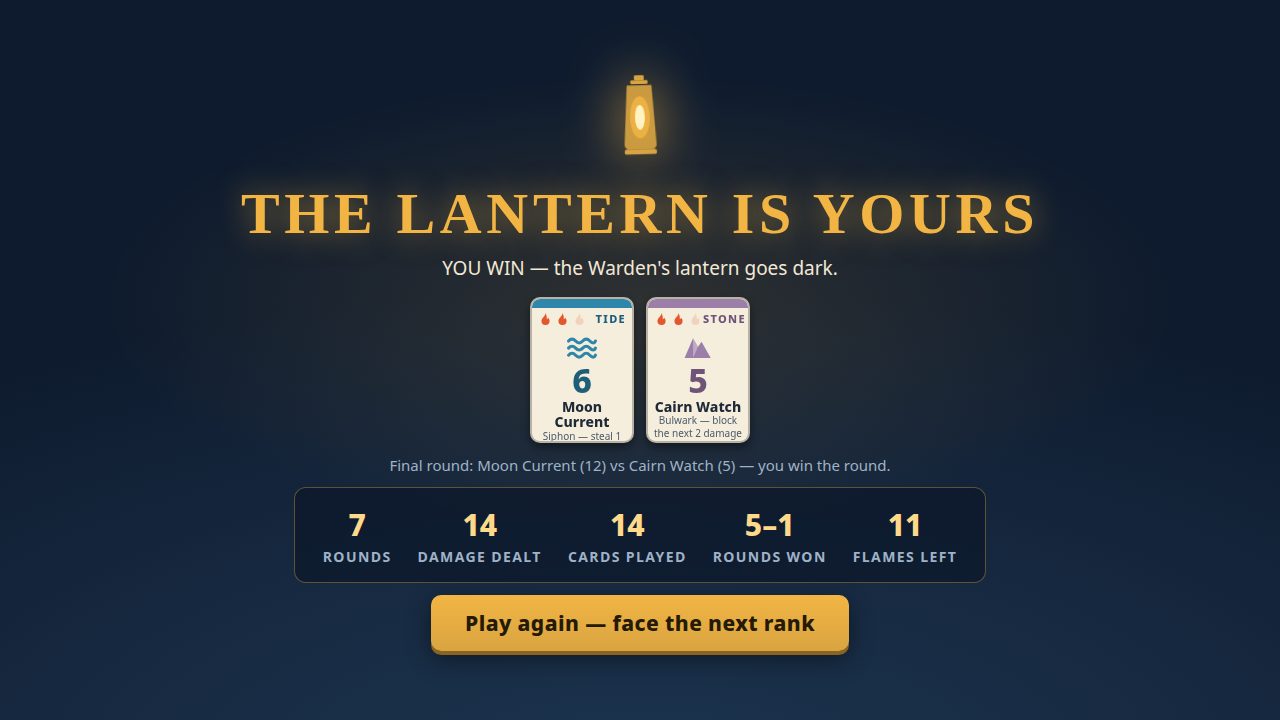 THE LANTERN IS YOURS
YOU WIN — the Warden's lantern goes dark.
TIDE
6
Moon
Current
Siphon — steal 1
STONE
5
Cairn Watch
Bulwark — block
the next 2 damage
Final round: Moon Current (12) vs Cairn Watch (5) — you win the round.
7
ROUNDS
14
DAMAGE DEALT
14
CARDS PLAYED
5–1
ROUNDS WON
11
FLAMES LEFT
Play again — face the next rank